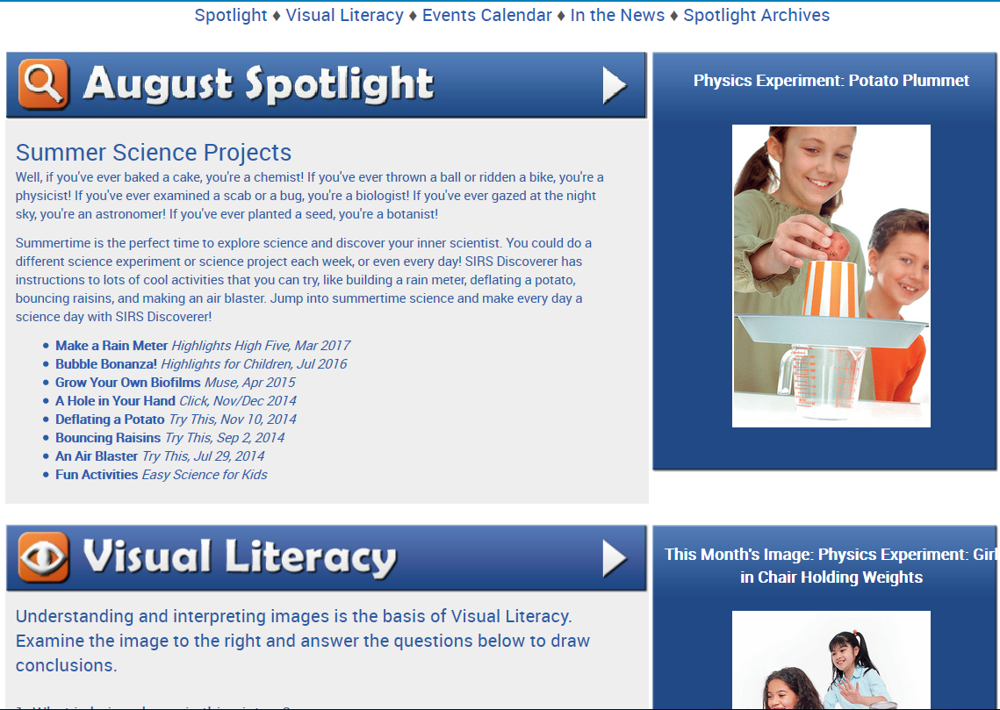 Spotlight ♦ Visual Literacy ♦ Events Calendar ♦ In the News ♦ Spotlight Archives
August Spotlight
Summer Science Projects
Well, if you've ever baked a cake, you're a chemist! If you've ever thrown a ball or ridden a bike, you're a
physicist! If you've ever examined a scab or a bug, you're a biologist! If you've ever gazed at the night
sky, you're an astronomer! If you've ever planted a seed, you're a botanist!
Summertime is the perfect time to explore science and discover your inner scientist. You could do a
different science experiment or science project each week, or even every day! SIRS Discoverer has
instructions to lots of cool activities that you can try, like building a rain meter, deflating a potato,
bouncing raisins, and making an air blaster. Jump into summertime science and make every day a
science day with SIRS Discoverer!
• Make a Rain Meter Highlights High Five, Mar 2017
• Bubble Bonanza! Highlights for Children, Jul 2016
• Grow Your Own Biofilms Muse, Apr 2015
• A Hole in Your Hand Click, Nov/Dec 2014
• Deflating a Potato Try This, Nov 10, 2014
• Bouncing Raisins Try This, Sep 2, 2014
• An Air Blaster Try This, Jul 29, 2014
• Fun Activities Easy Science for Kids
Physics Experiment: Potato Plummet
Visual Literacy
Understanding and interpreting images is the basis of Visual Literacy.
Examine the image to the right and answer the questions below to draw
conclusions.
This Month's Image: Physics Experiment: Girl
in Chair Holding Weights